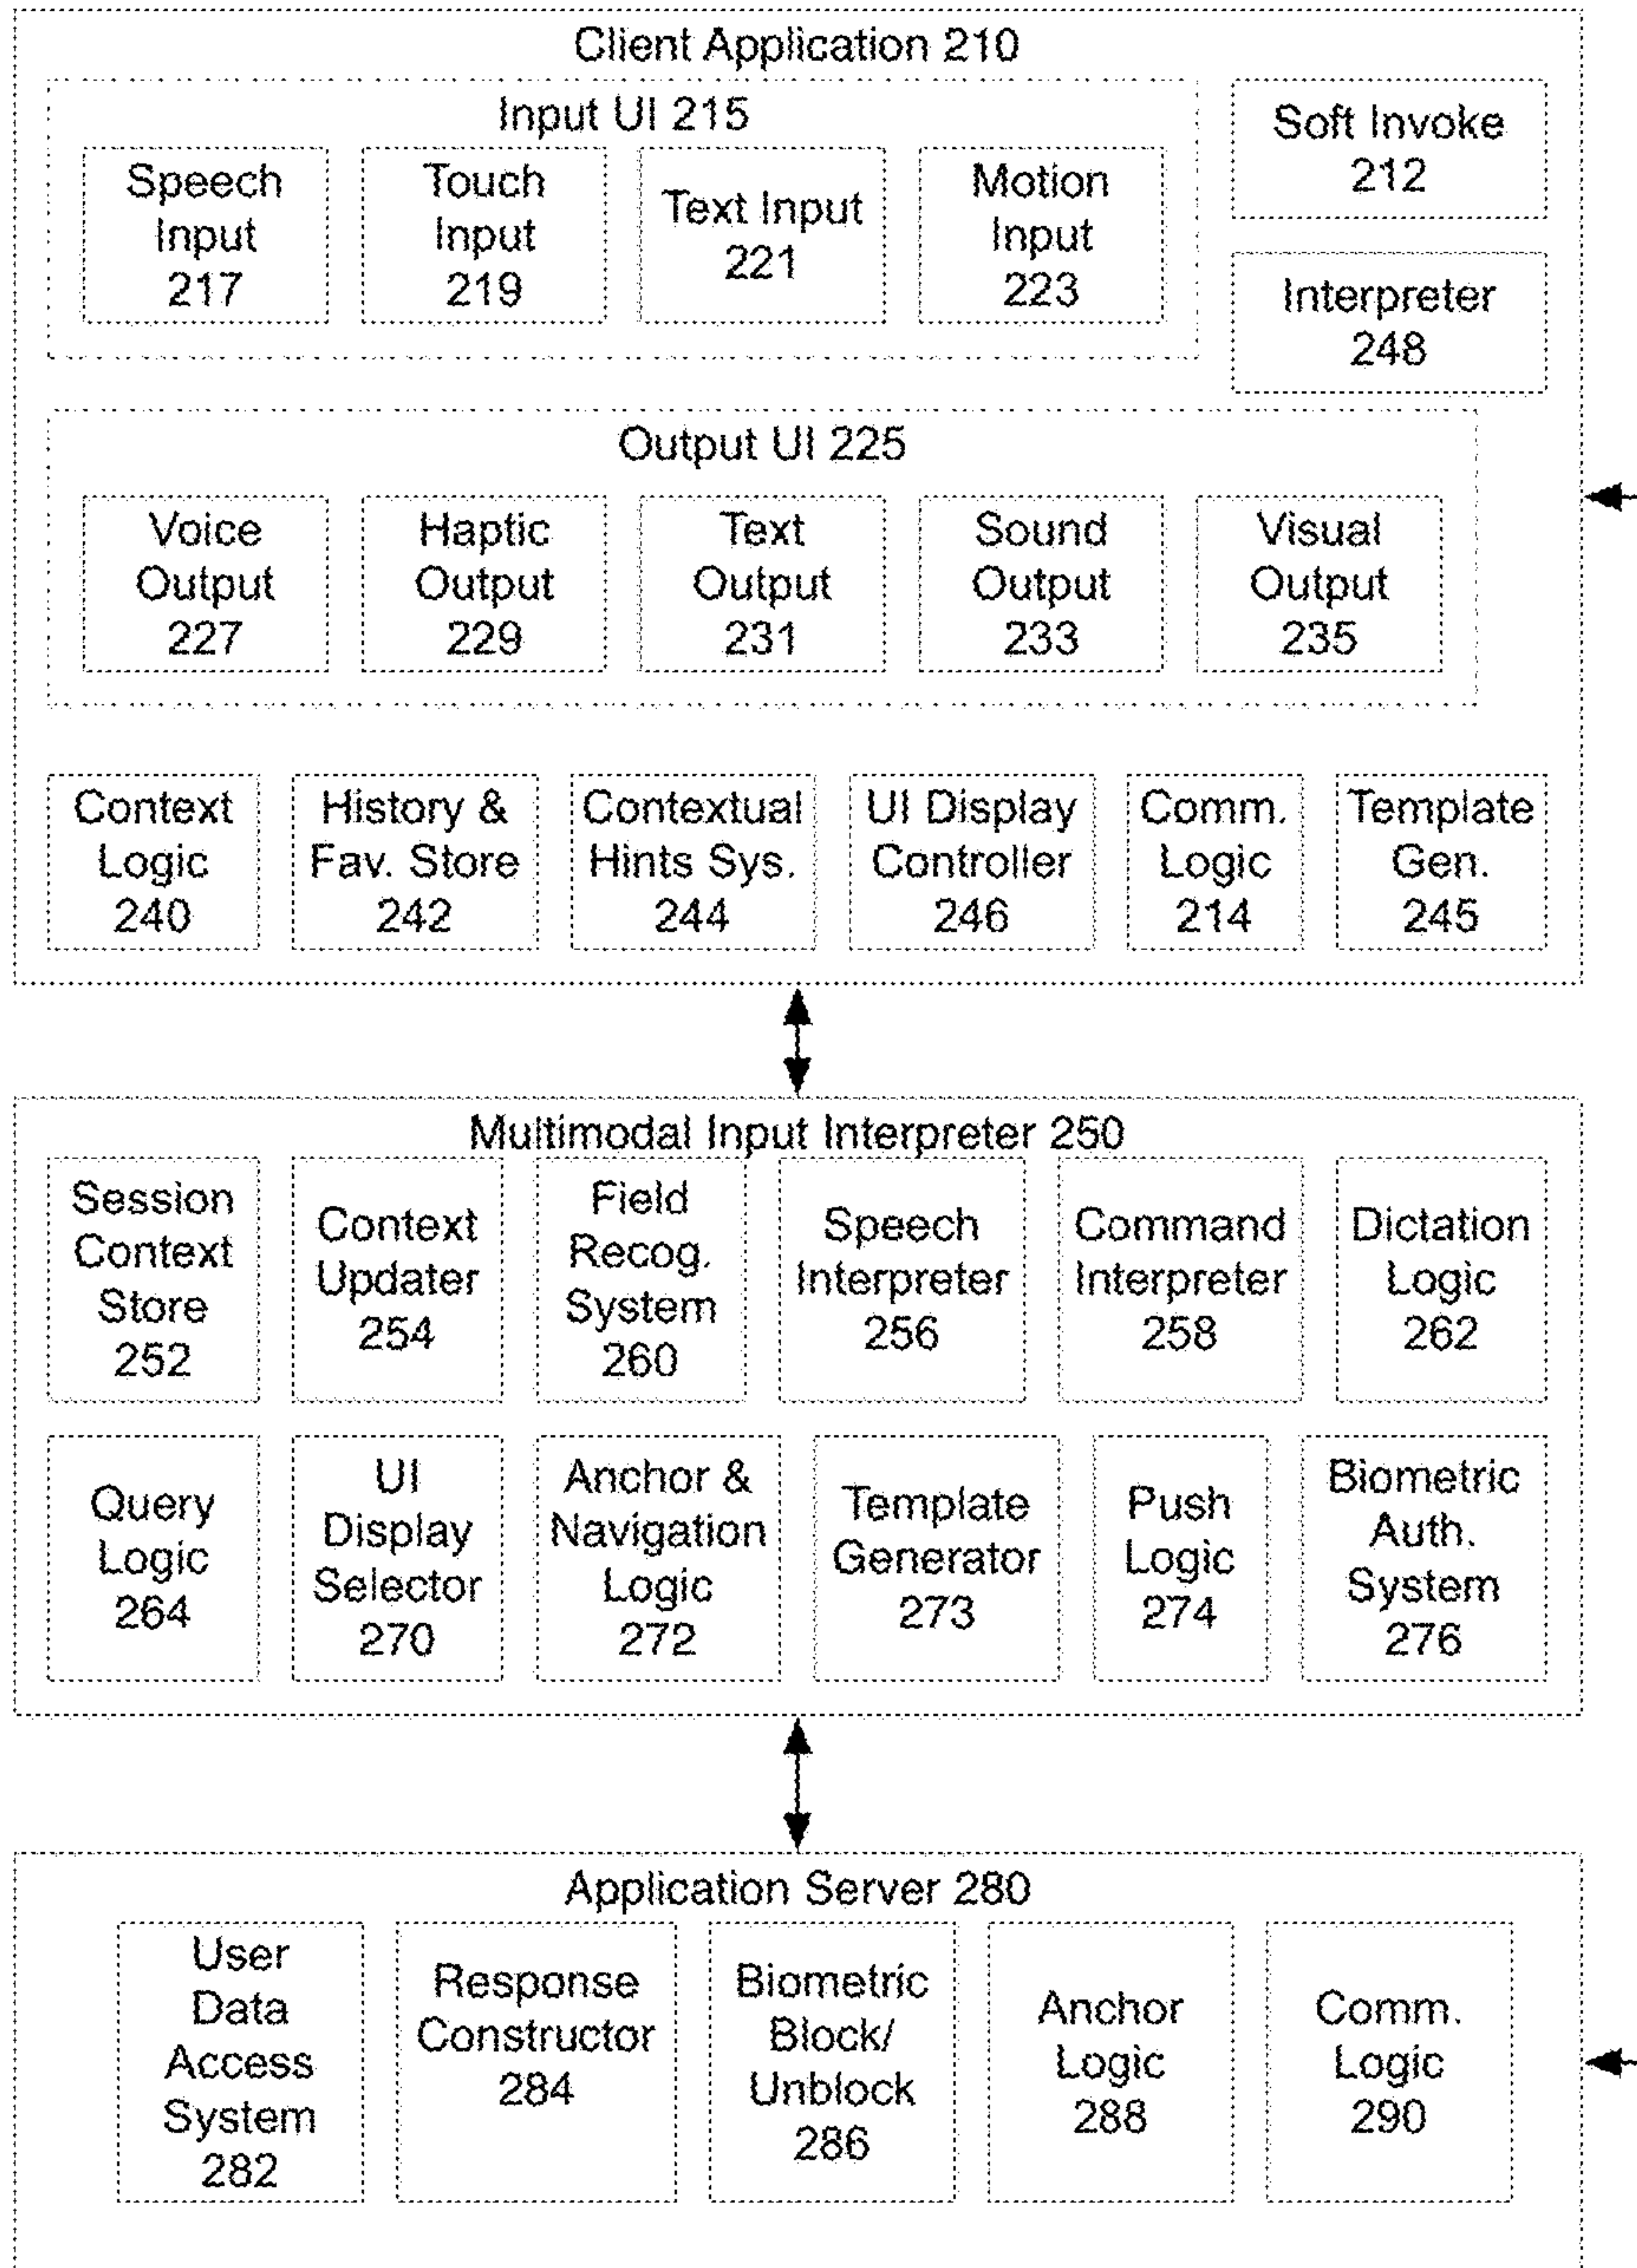 Client Application 210
Input UI 215
Speech
Input
217
Touch
Input
219
Text Input
221
Motion
Input
223
Soft Invoke
212
Interpreter
248
Output UI 225
Voice
Output
227
Haptic
Output
229
Text
Output
231
Sound
Output
233
Visual
Output
235
Context
Logic
240
History &
Fav. Store
242
Contextual
Hints Sys.
244
UI Display
Controller
246
Comm.
Logic
214
Template
Gen.
245
Multimodal Input Interpreter 250
Session
Context
Store
252
Context
Updater
254
Field
Recog.
System
260
Speech
Interpreter
256
Command
Interpreter
258
Dictation
Logic
262
Query
Logic
264
UI
Display
Selector
270
Anchor &
Navigation
Logic
272
Template
Generator
273
Push
Logic
274
Biometric
Auth.
System
276
Application Server 280
User
Data
Access
System
282
Response
Constructor
284
Biometric
Block/
Unblock
286
Anchor
Logic
288
Comm.
Logic
290